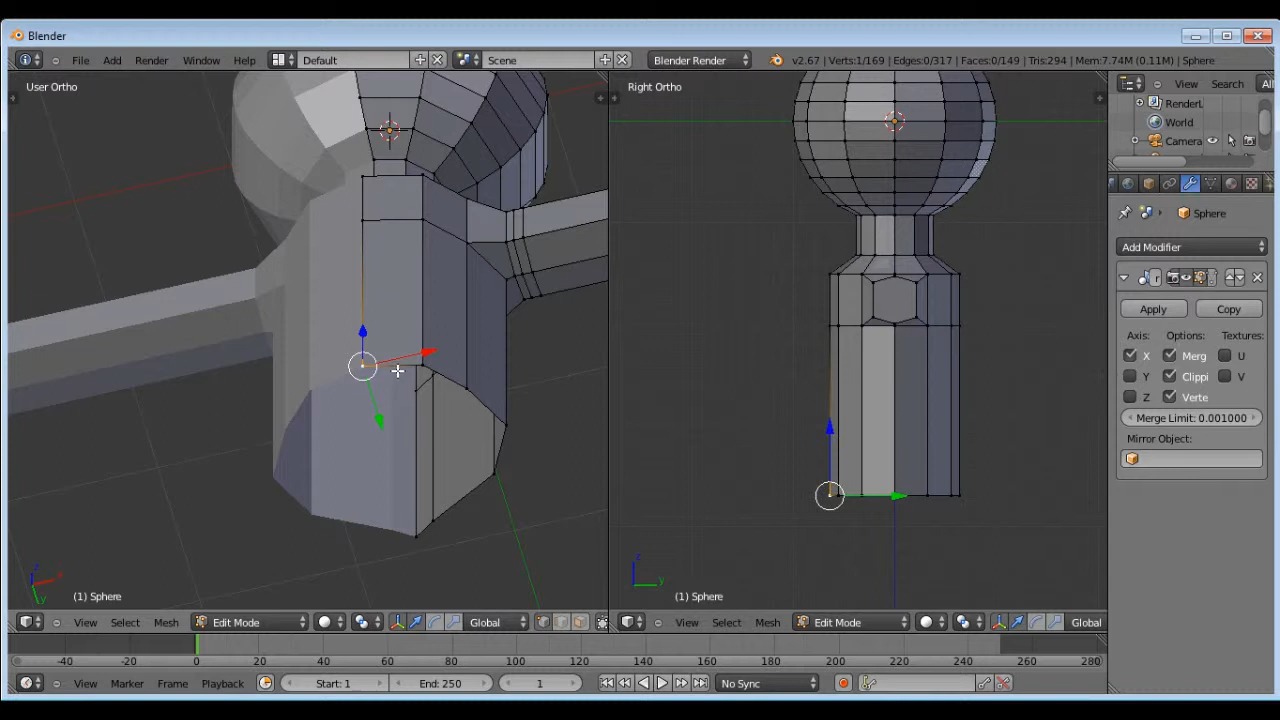 Blender
File Add Render Window Help Default Scene Blender Render v2.67 | Verts:1/169 | Edges:0/317 | Faces:0/149 | Tris:294 | Mem:7.74M (0.11M) | Sphere
User Ortho
Right Ortho
View Search All
RenderL
World
Camera
Sphere
Add Modifier
Apply Copy
Axis: Options: Textures:
X Merg U
Y Clippi V
Z Verte
Merge Limit: 0.001000
Mirror Object:
z x y
z y
(1) Sphere
(1) Sphere
View Select Mesh Edit Mode Global
View Select Mesh Edit Mode Global
-40 -20 0 20 40 60 80 100 120 140 160 180 200 220 240 260 280
View Marker Frame Playback Start: 1 End: 250 1 No Sync